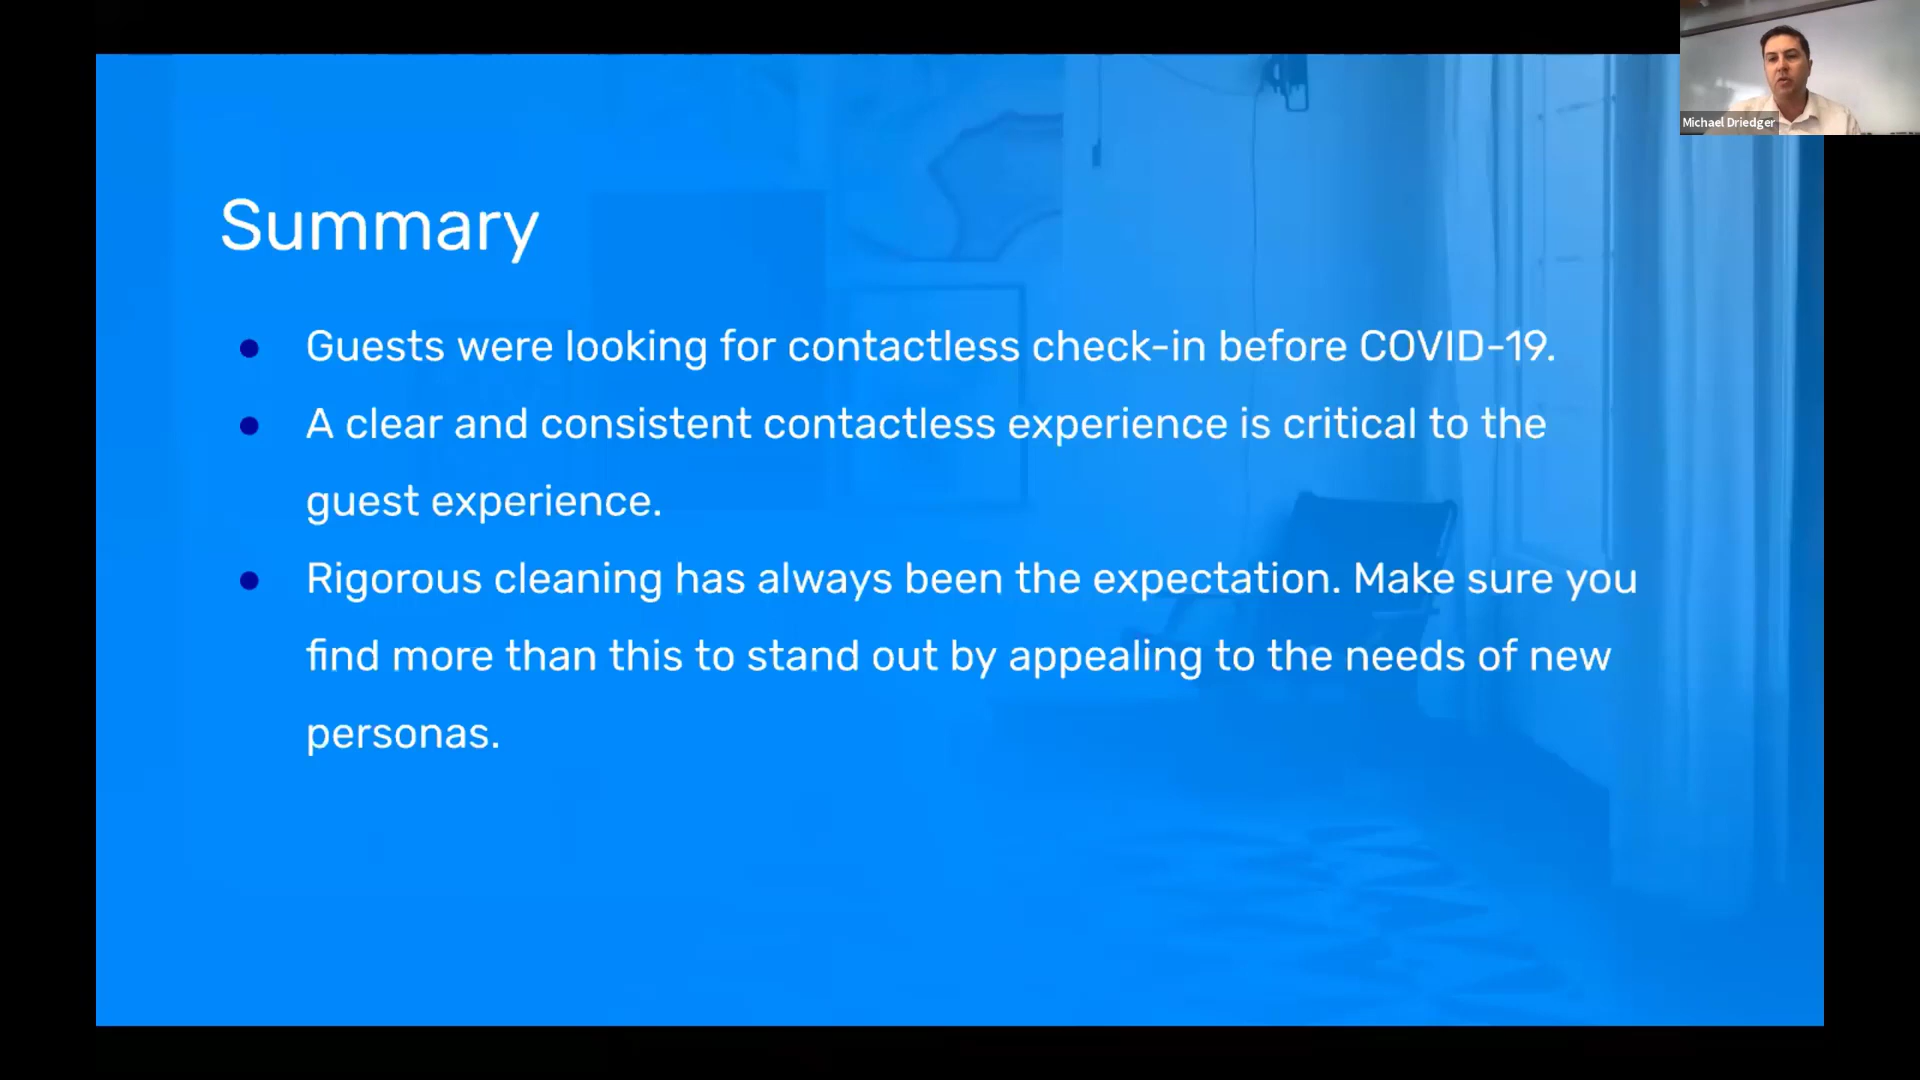 Michael Driedger
Summary
● Guests were looking for contactless check-in before COVID-19.
● A clear and consistent contactless experience is critical to the
guest experience.
● Rigorous cleaning has always been the expectation. Make sure you
find more than this to stand out by appealing to the needs of new
personas.